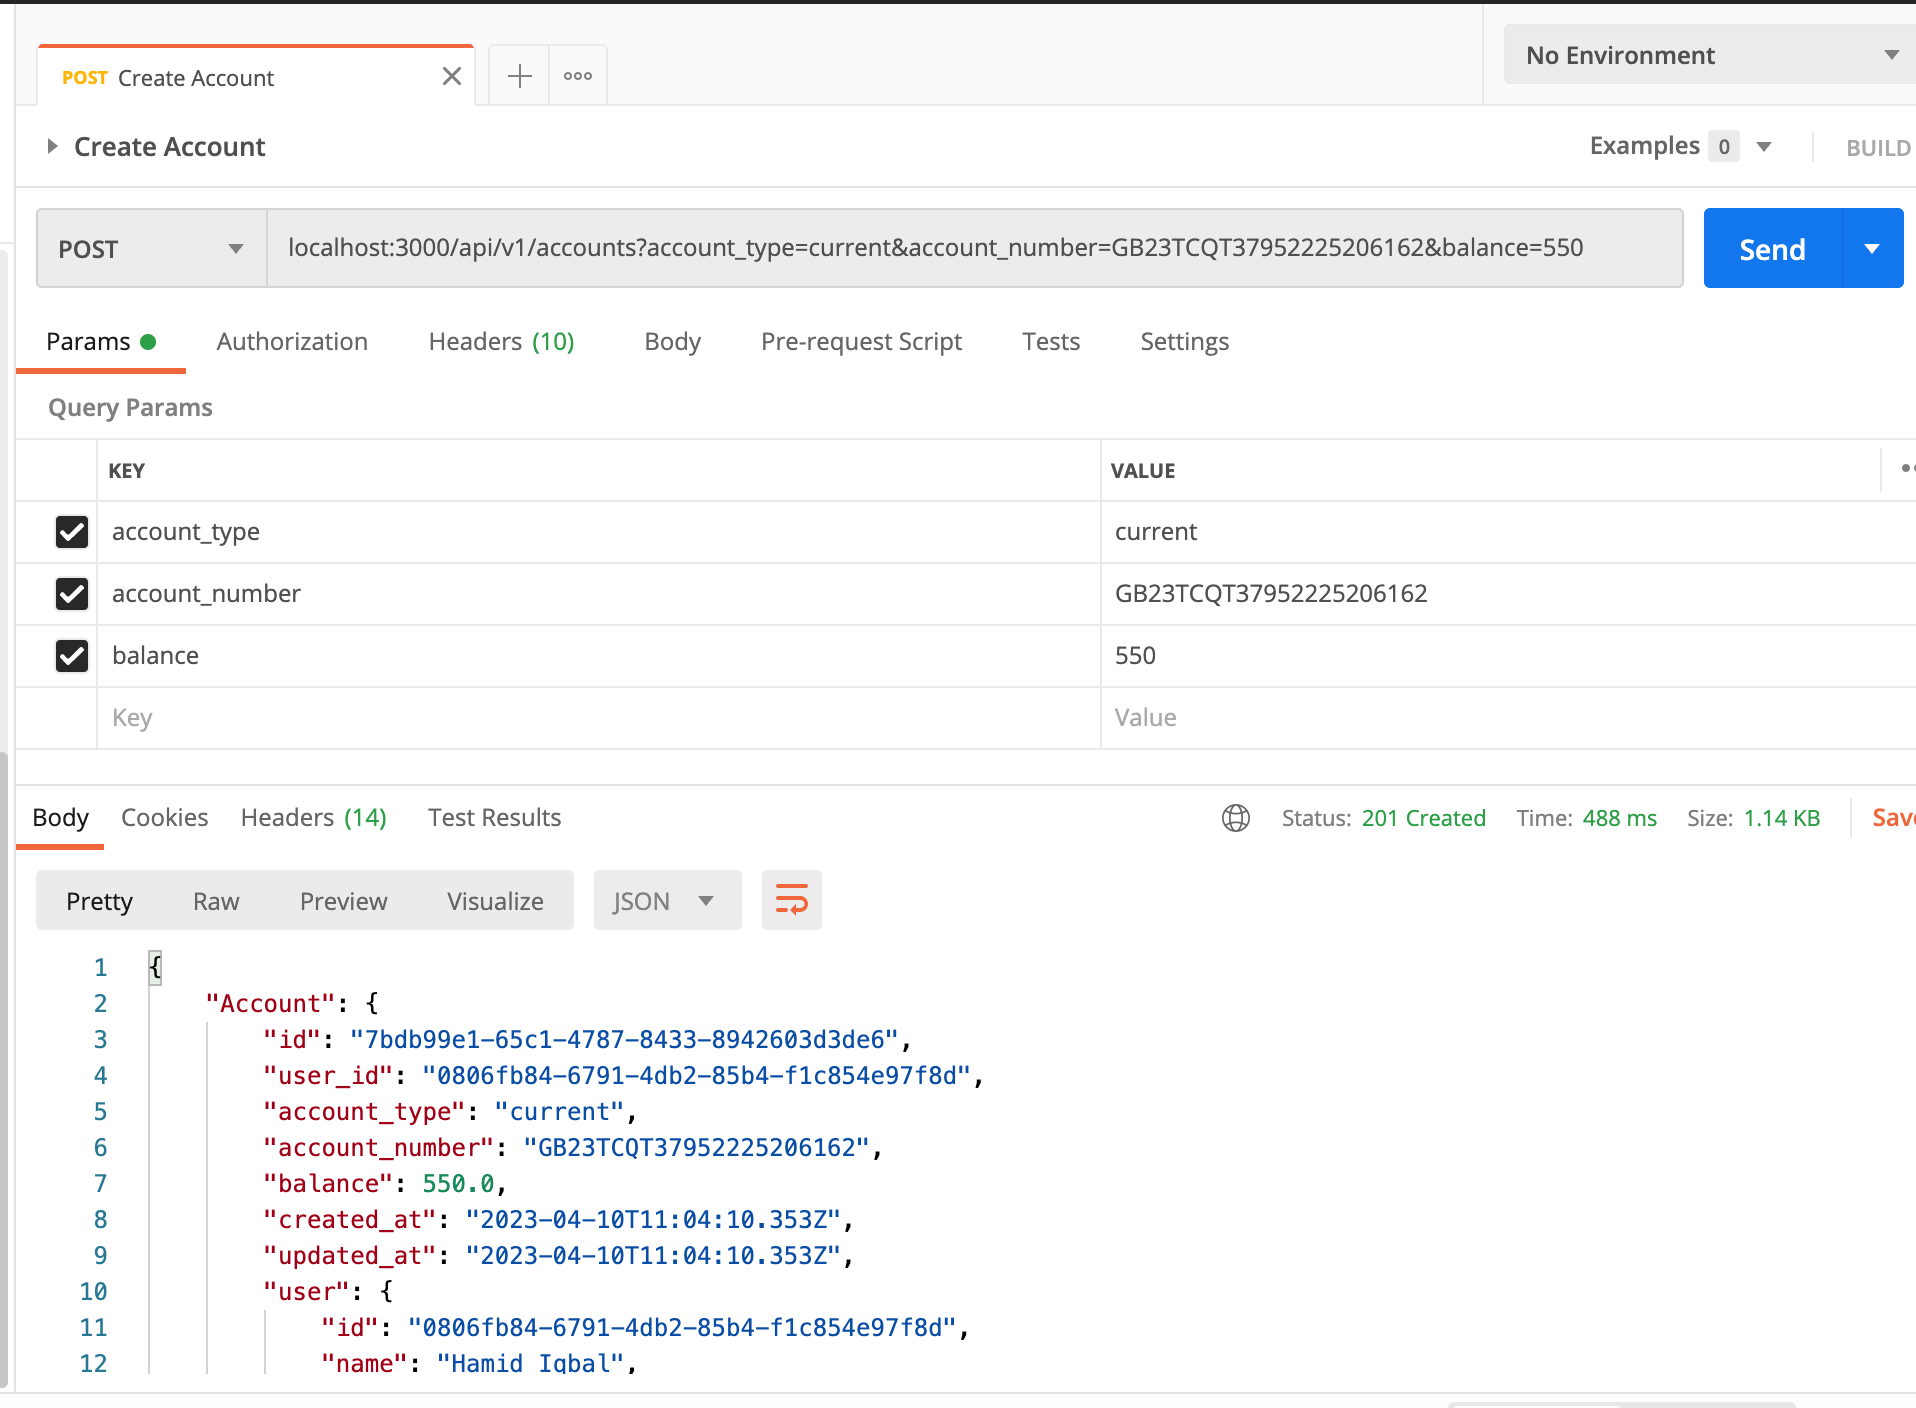 POST Create Account
No Environment
Create Account
Examples 0
BUILD
POST
localhost:3000/api/v1/accounts?account_type=current&account_number=GB23TCQT37952225206162&balance=550
Send
Params
Authorization
Headers (10)
Body
Pre-request Script
Tests
Settings
Query Params
KEY
VALUE
account_type
current
account_number
GB23TCQT37952225206162
balance
550
Key
Value
Body
Cookies
Headers (14)
Test Results
Status: 201 Created
Time: 488 ms
Size: 1.14 KB
Save
Pretty
Raw
Preview
Visualize
JSON
1 {
2 "Account": {
3 "id": "7bdb99e1-65c1-4787-8433-8942603d3de6",
4 "user_id": "0806fb84-6791-4db2-85b4-f1c854e97f8d",
5 "account_type": "current",
6 "account_number": "GB23TCQT37952225206162",
7 "balance": 550.0,
8 "created_at": "2023-04-10T11:04:10.353Z",
9 "updated_at": "2023-04-10T11:04:10.353Z",
10 "user": {
11 "id": "0806fb84-6791-4db2-85b4-f1c854e97f8d",
12 "name": "Hamid Iqbal",